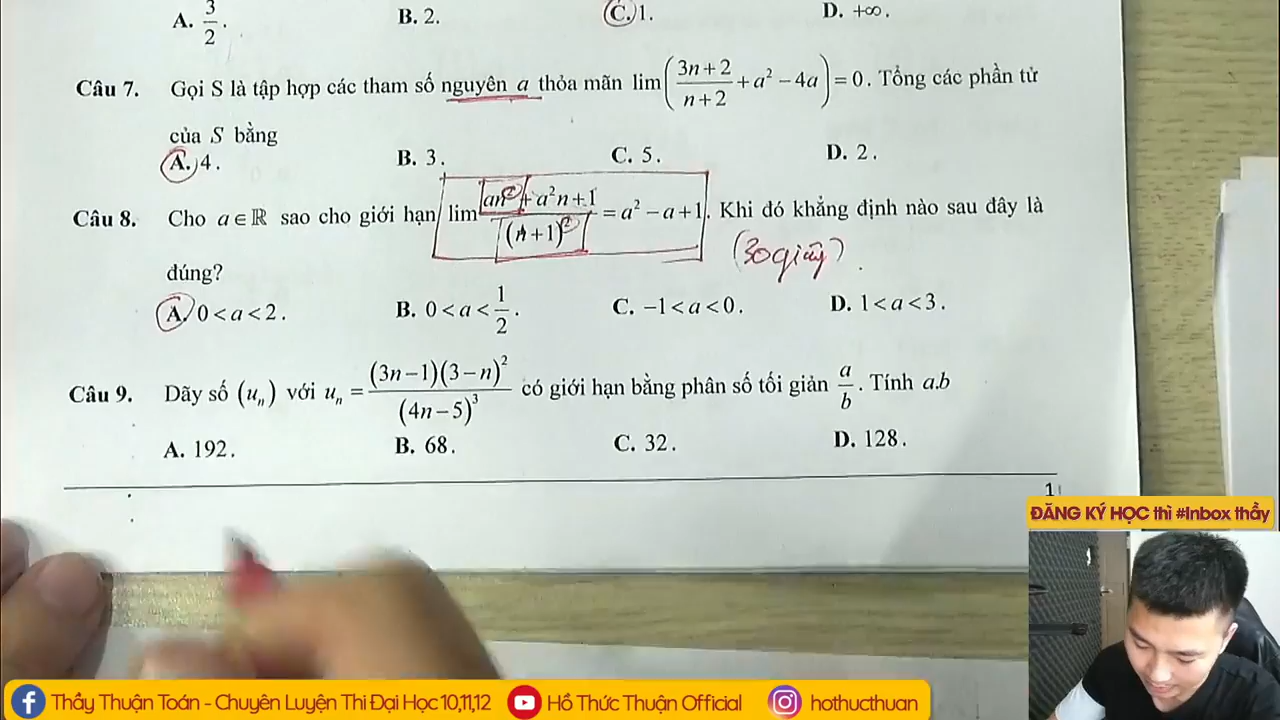 A. 3/2. B. 2. C. 1. D. +∞.
Câu 7. Gọi S là tập hợp các tham số nguyên a thỏa mãn lim((3n+2)/(n+2) + a² − 4a) = 0. Tổng các phần tử
của S bằng
A. 4. B. 3. C. 5. D. 2.
Câu 8. Cho a∈ℝ sao cho giới hạn lim (an² + a²n + 1)/(n+1)² = a² − a + 1. Khi đó khẳng định nào sau đây là
(30 giây)
đúng?
A. 0 < a < 2. B. 0 < a < 1/2. C. −1 < a < 0. D. 1 < a < 3.
Câu 9. Dãy số (uₙ) với uₙ = (3n−1)(3−n)²/(4n−5)³ có giới hạn bằng phân số tối giản a/b. Tính a.b
A. 192. B. 68. C. 32. D. 128.
1
ĐĂNG KÝ HỌC thì #Inbox thầy
Thầy Thuận Toán - Chuyên Luyện Thi Đại Học 10,11,12 Hồ Thức Thuận Official hothucthuan